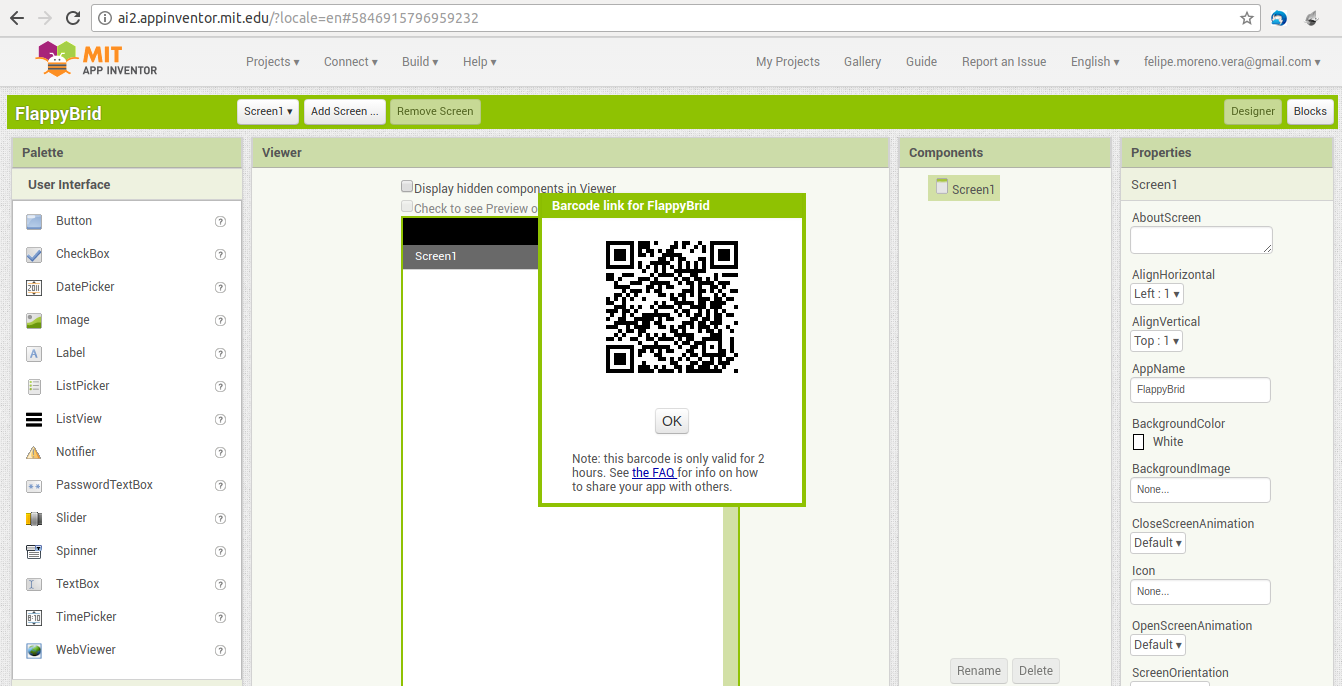 ai2.appinventor.mit.edu/?locale=en#5846915796959232
MIT
APP INVENTOR
Projects ▾ Connect ▾ Build ▾ Help ▾ My Projects Gallery Guide Report an Issue English ▾ felipe.moreno.vera@gmail.com ▾
FlappyBrid Screen1 ▾ Add Screen ... Remove Screen Designer Blocks
Palette
User Interface
Button
CheckBox
DatePicker
Image
Label
ListPicker
ListView
Notifier
PasswordTextBox
Slider
Spinner
TextBox
TimePicker
WebViewer
Viewer
Display hidden components in Viewer
Check to see Preview o
Screen1
Barcode link for FlappyBrid
OK
Note: this barcode is only valid for 2
hours. See the FAQ for info on how
to share your app with others.
Components
Screen1
Rename Delete
Properties
Screen1
AboutScreen
AlignHorizontal
Left : 1 ▾
AlignVertical
Top : 1 ▾
AppName
FlappyBrid
BackgroundColor
White
BackgroundImage
None...
CloseScreenAnimation
Default ▾
Icon
None...
OpenScreenAnimation
Default ▾
ScreenOrientation